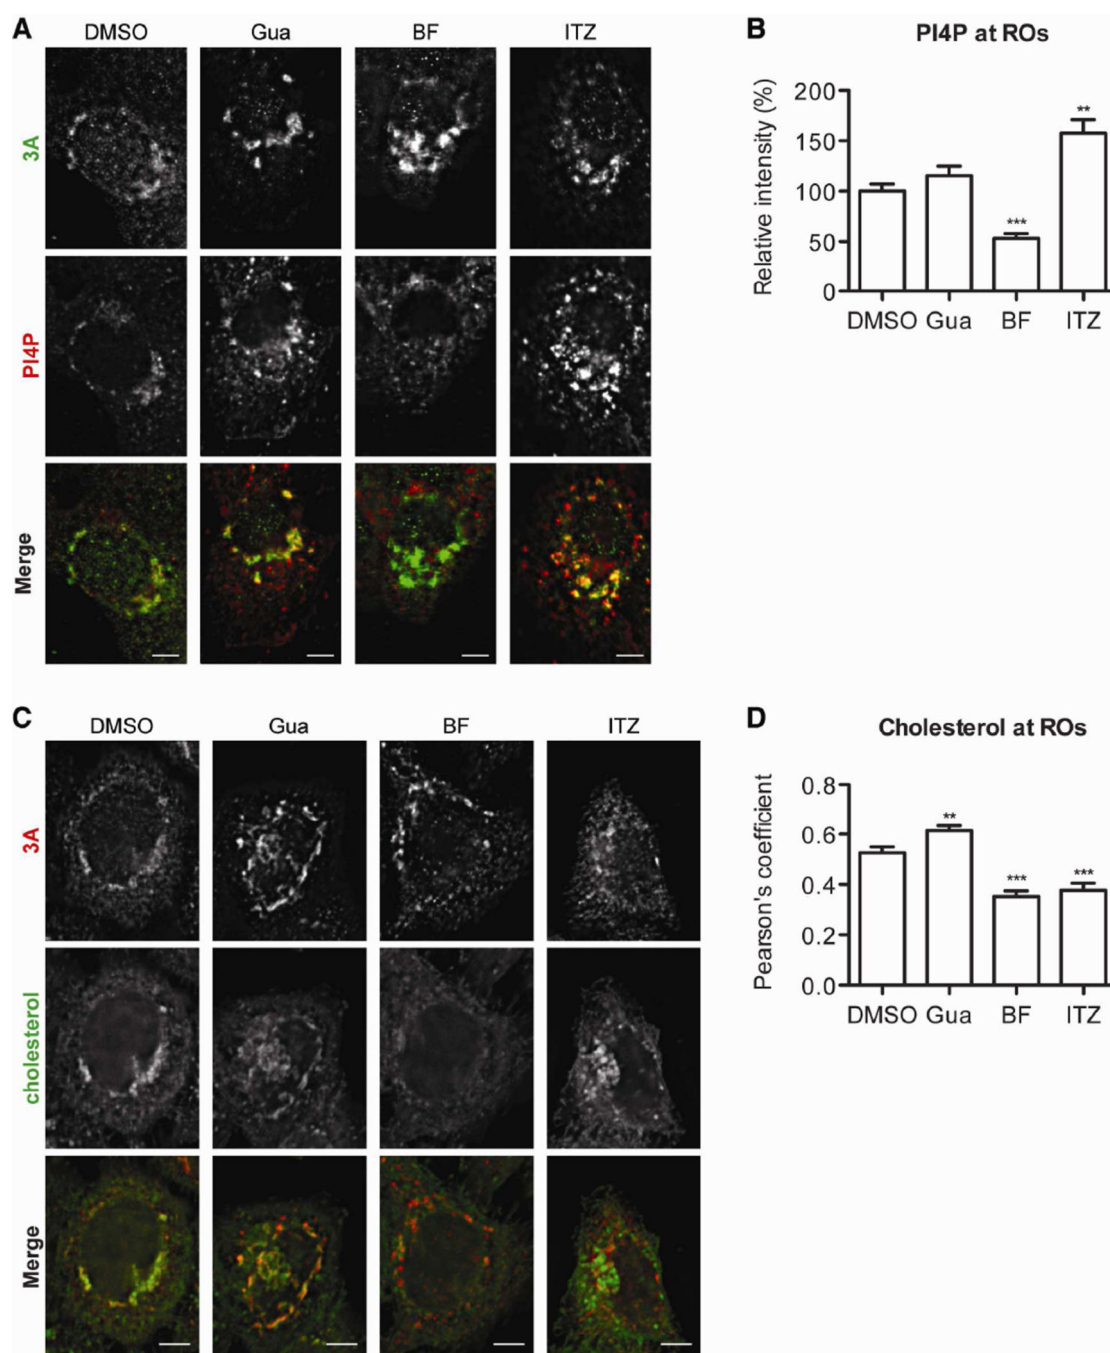 A
DMSO Gua BF ITZ
3A
PI4P
Merge
B
PI4P at ROs
Relative intensity (%)
200
150
100
50
0
**
***
DMSO Gua BF ITZ
C
DMSO Gua BF ITZ
3A
cholesterol
Merge
D
Cholesterol at ROs
Pearson's coefficient
0.8
0.6
0.4
0.2
0.0
**
*** ***
DMSO Gua BF ITZ